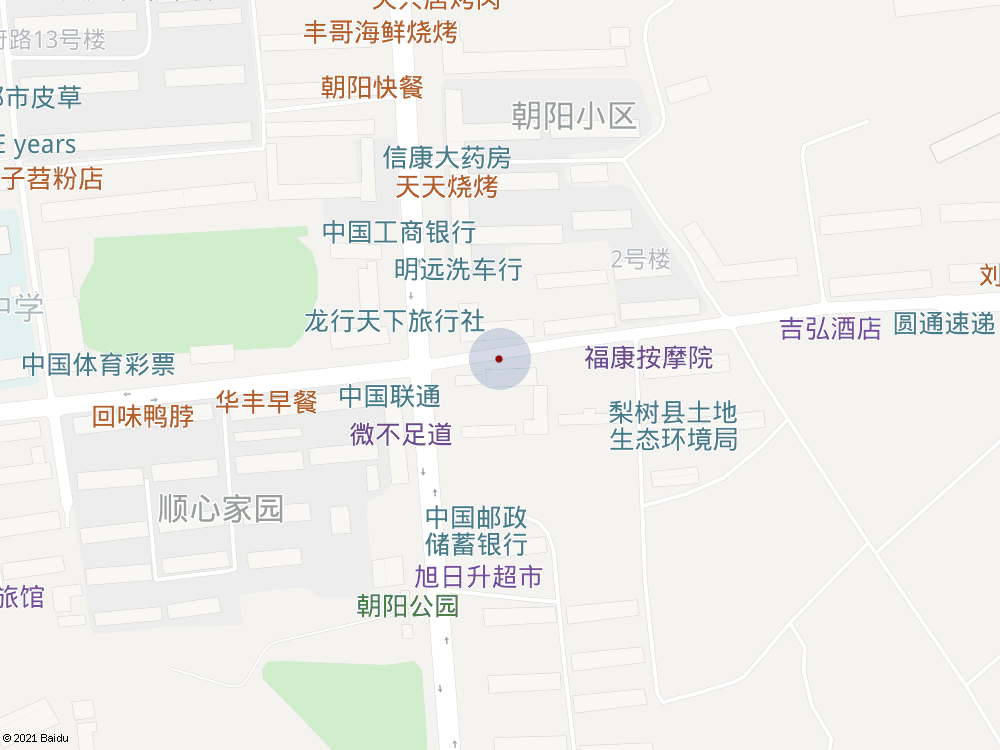 丰哥海鲜烧烤
府路13号楼
朝阳快餐
都市皮草
朝阳小区
E years
信康大药房
子苕粉店
天天烧烤
中国工商银行
2号楼
明远洗车行
刘
中学
龙行天下旅行社
吉弘酒店
圆通速递
中国体育彩票
福康按摩院
中国联通
华丰早餐
回味鸭脖
梨树县土地
生态环境局
微不足道
顺心家园
中国邮政
储蓄银行
旭日升超市
旅馆
朝阳公园
© 2021 Baidu